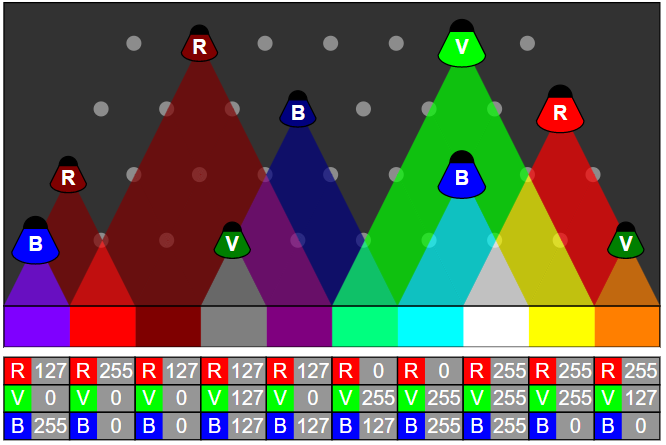 R V
B R
R B
B V V
R 127 R 255 R 127 R 127 R 127 R 0 R 0 R 255 R 255 R 255
V 0 V 0 V 0 V 127 V 0 V 255 V 255 V 255 V 255 V 127
B 255 B 0 B 0 B 127 B 127 B 127 B 255 B 255 B 0 B 0